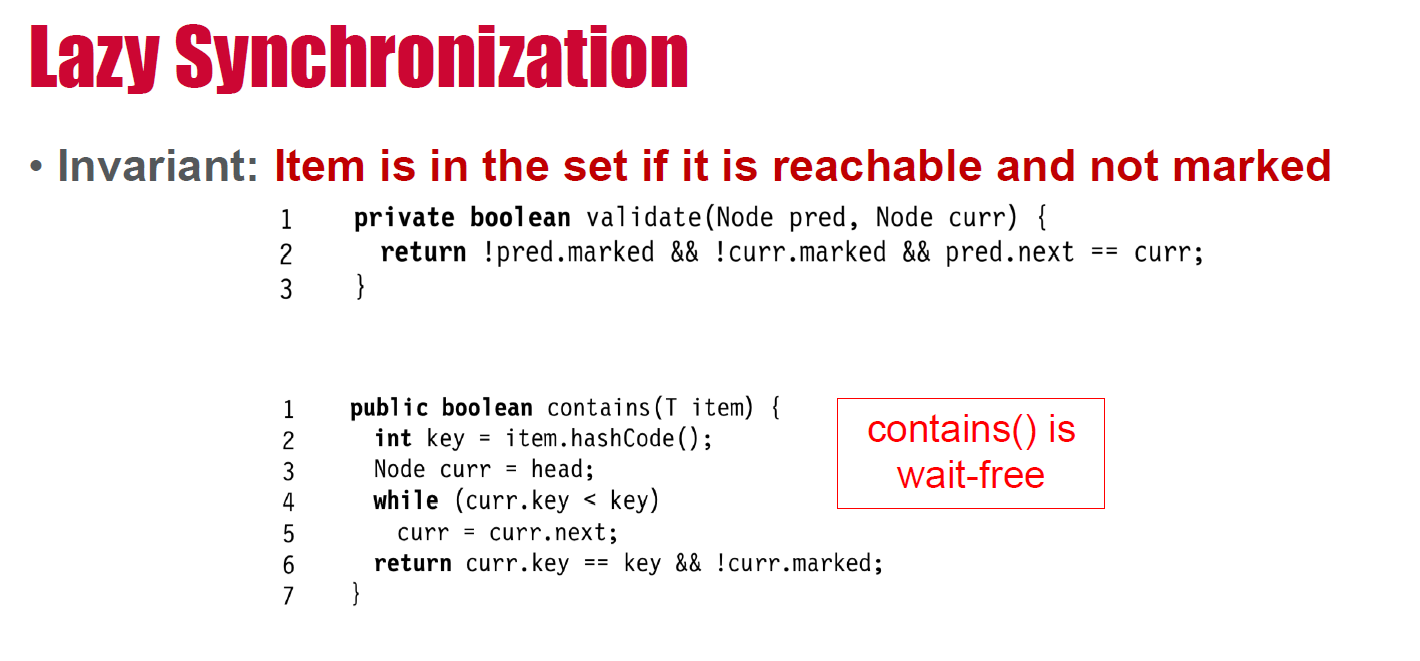 Lazy Synchronization
• Invariant: Item is in the set if it is reachable and not marked
1 private boolean validate(Node pred, Node curr) {
2 return !pred.marked && !curr.marked && pred.next == curr;
3 }
1 public boolean contains(T item) {
2 int key = item.hashCode();
3 Node curr = head;
4 while (curr.key < key)
5 curr = curr.next;
6 return curr.key == key && !curr.marked;
7 }
contains() is
wait-free